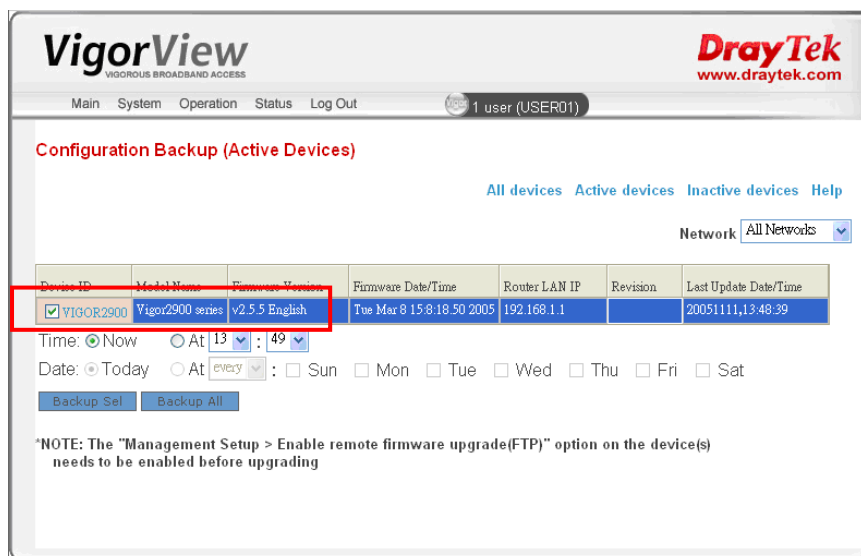 VigorView
VIGOROUS BROADBAND ACCESS
DrayTek
www.draytek.com
Main System Operation Status Log Out
1 user (USER01)
Configuration Backup (Active Devices)
All devices Active devices Inactive devices Help
Network All Networks
Device ID Model Name Firmware Version Firmware Date/Time Router LAN IP Revision Last Update Date/Time
VIGOR2900 Vigor2900 series v2.5.5 English Tue Mar 8 15:8:18.50 2005 192.168.1.1 20051111,13:48:39
Time: Now At 13 : 49
Date: Today At every : Sun Mon Tue Wed Thu Fri Sat
Backup Sel Backup All
*NOTE: The "Management Setup > Enable remote firmware upgrade(FTP)" option on the device(s)
needs to be enabled before upgrading